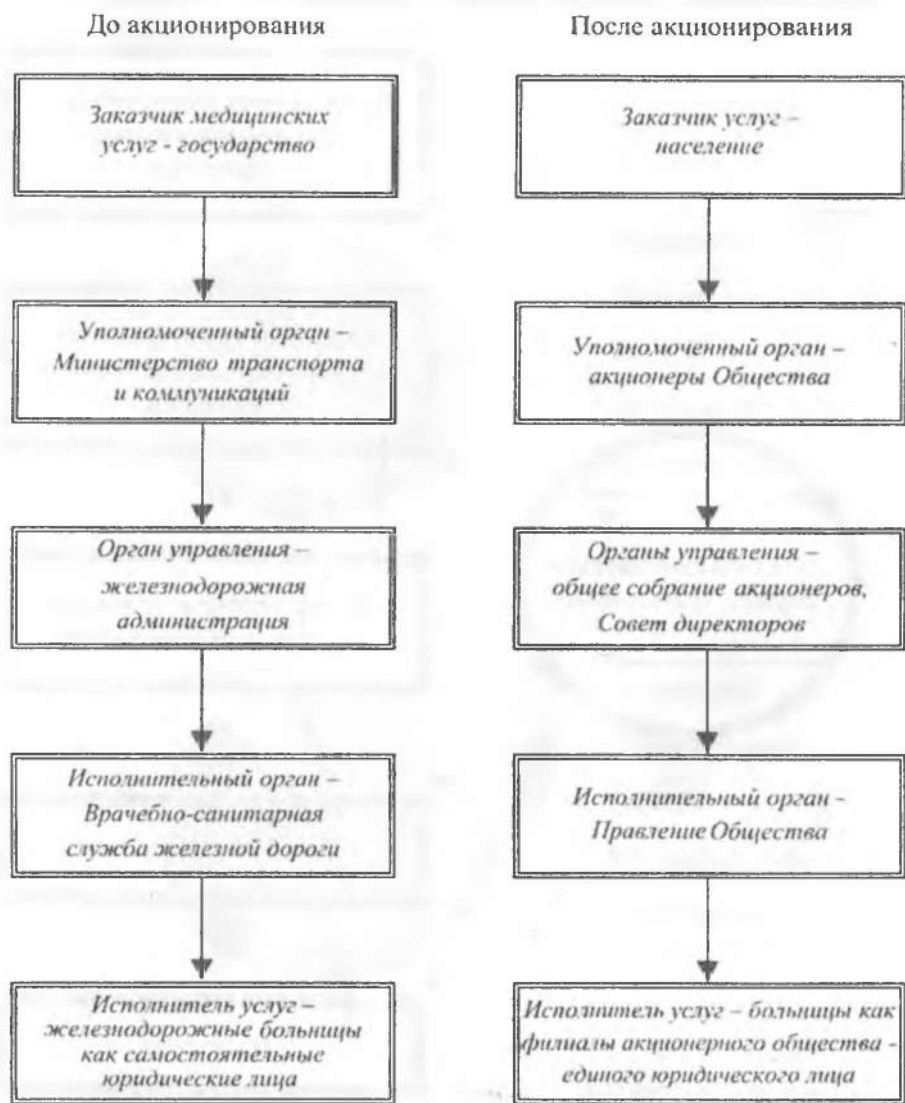 До акционирования
Заказчик медицинских
услуг - государство
Уполномоченный орган –
Министерство транспорта
и коммуникаций
Орган управления –
железнодорожная
администрация
Исполнительный орган –
Врачебно-санитарная
служба железной дороги
Исполнитель услуг –
железнодорожные больницы
как самостоятельные
юридические лица
После акционирования
Заказчик услуг –
население
Уполномоченный орган –
акционеры Общества
Органы управления –
общее собрание акционеров,
Совет директоров
Исполнительный орган -
Правление Общества
Исполнитель услуг – больницы как
филиалы акционерного общества -
единого юридического лица